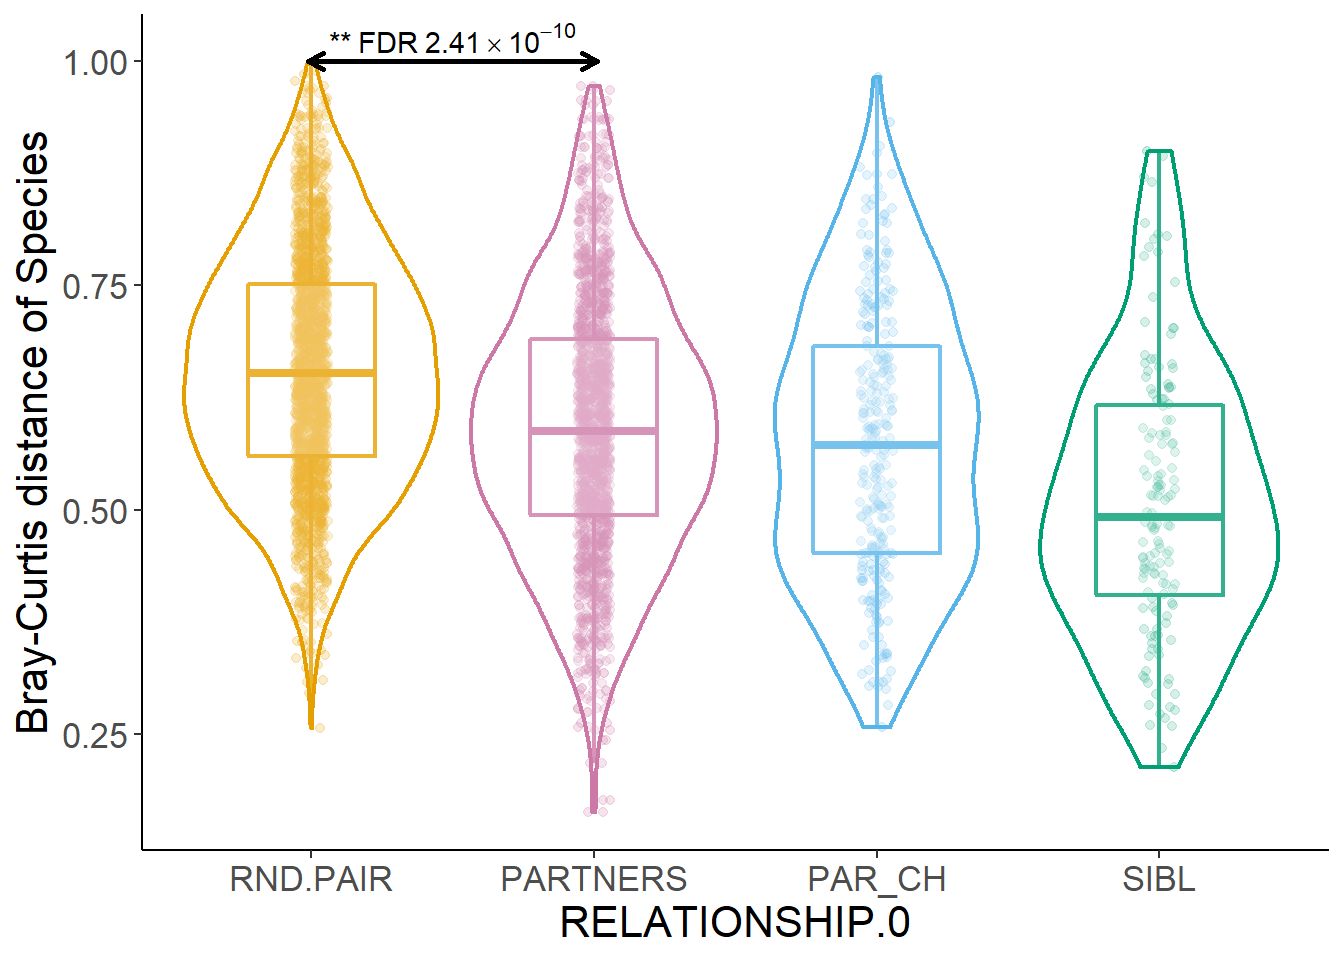 ** FDR 2.41 × 10⁻¹⁰
1.00
0.75
0.50
0.25
Bray-Curtis distance of Species
RND.PAIR PARTNERS PAR_CH SIBL
RELATIONSHIP.0